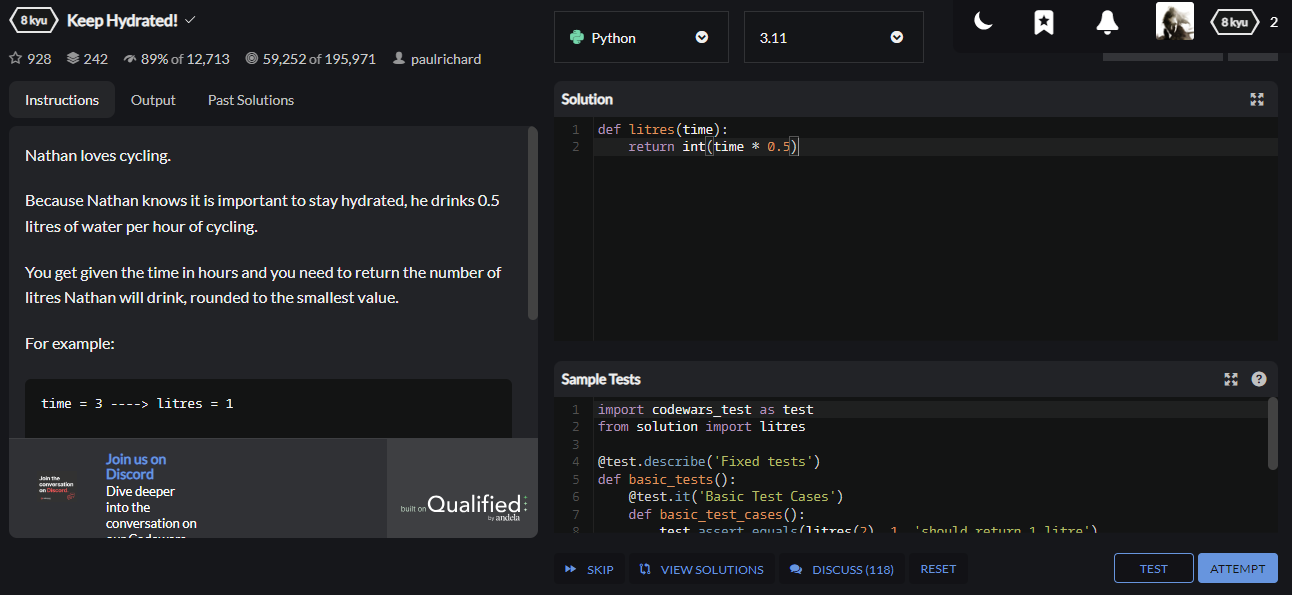 8 kyu Keep Hydrated!
928 242 89% of 12,713 59,252 of 195,971 paulrichard
Instructions Output Past Solutions
Nathan loves cycling.
Because Nathan knows it is important to stay hydrated, he drinks 0.5
litres of water per hour of cycling.
You get given the time in hours and you need to return the number of
litres Nathan will drink, rounded to the smallest value.
For example:
time = 3 ----> litres = 1
Join the
conversation
on Discord.
Join us on
Discord
Dive deeper
into the
conversation on
our Codewars
built on Qualified
by andela
Python 3.11
8 kyu 2
Solution
1 def litres(time):
2     return int(time * 0.5)
Sample Tests
1 import codewars_test as test
2 from solution import litres
3
4 @test.describe('Fixed tests')
5 def basic_tests():
6     @test.it('Basic Test Cases')
7     def basic_test_cases():
8         test.assert_equals(litres(2), 1, 'should return 1 litre')
SKIP VIEW SOLUTIONS DISCUSS (118) RESET TEST ATTEMPT